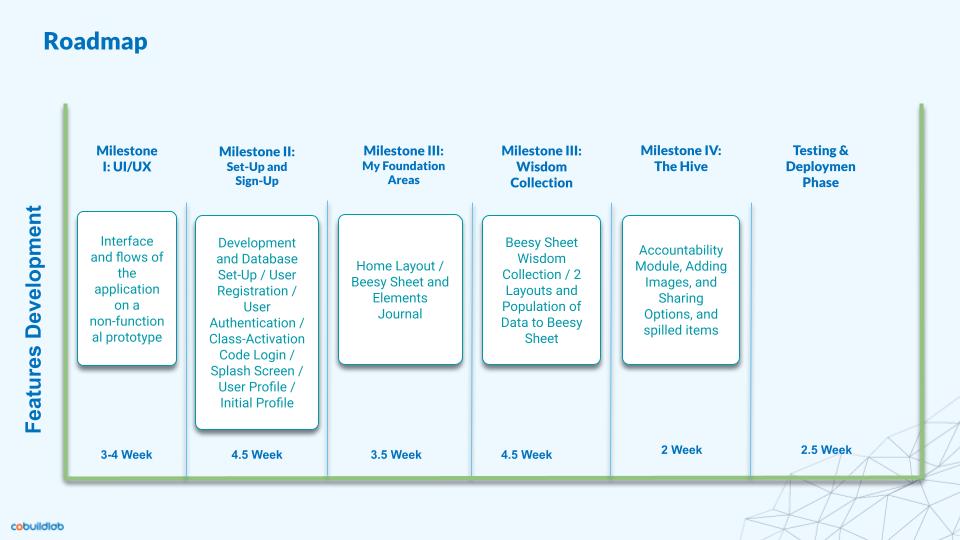 Roadmap
Features Development
Milestone
I: UI/UX
Interface
and flows of
the
application
on a
non-function
al prototype
3-4 Week
Milestone II:
Set-Up and
Sign-Up
Development
and Database
Set-Up / User
Registration /
User
Authentication /
Class-Activation
Code Login /
Splash Screen /
User Profile /
Initial Profile
4.5 Week
Milestone III:
My Foundation
Areas
Home Layout /
Beesy Sheet and
Elements
Journal
3.5 Week
Milestone III:
Wisdom
Collection
Beesy Sheet
Wisdom
Collection / 2
Layouts and
Population of
Data to Beesy
Sheet
4.5 Week
Milestone IV:
The Hive
Accountability
Module, Adding
Images, and
Sharing
Options, and
spilled items
2 Week
Testing &
Deploymen
Phase
2.5 Week
cobuildlab